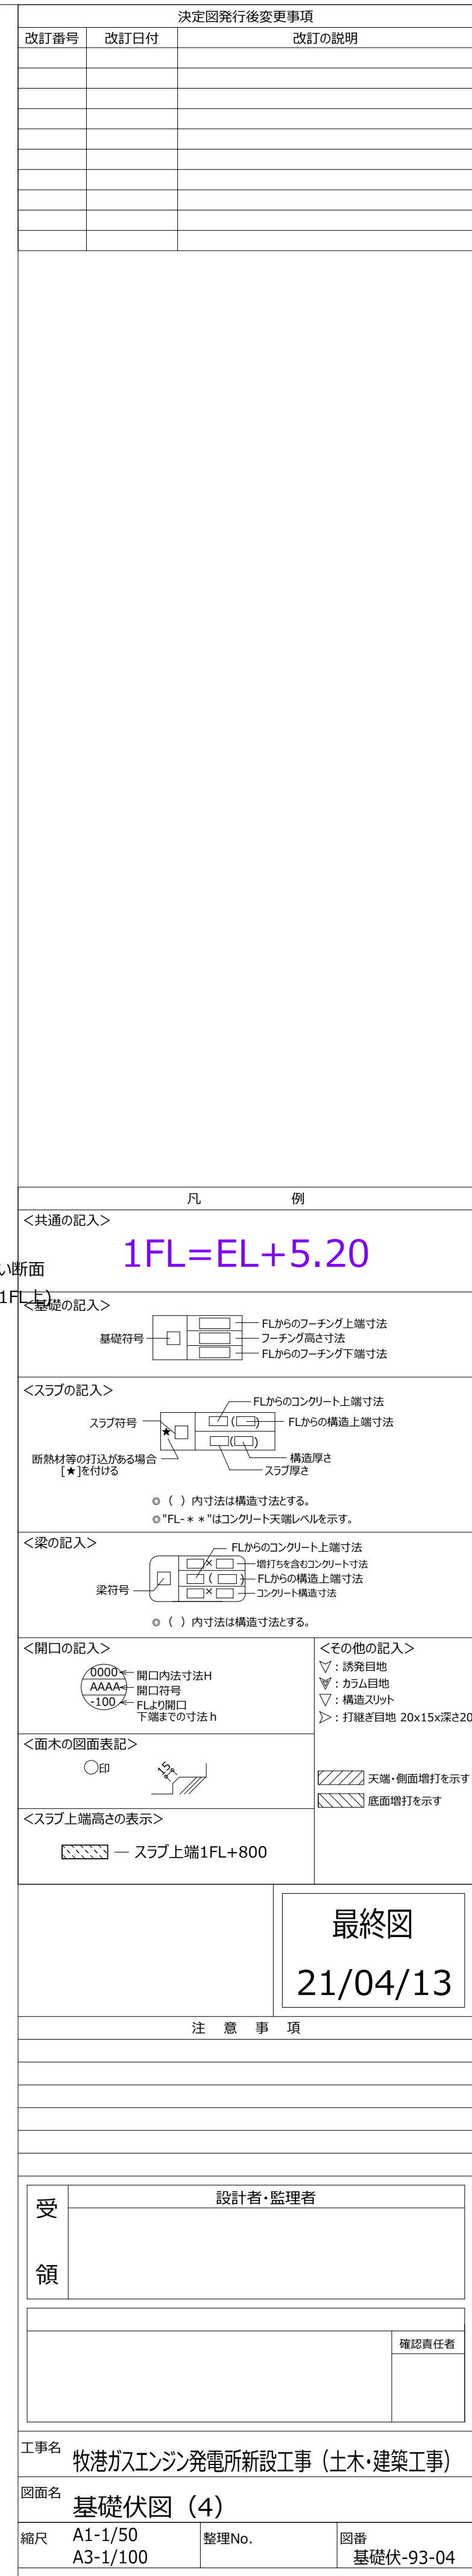 決定図発行後変更事項
改訂番号 改訂日付 改訂の説明
凡 例
＜共通の記入＞
1FL=EL+5.20
い断面
1FL上)
＜基礎の記入＞
基礎符号
FLからのフーチング上端寸法
フーチング高さ寸法
FLからのフーチング下端寸法
＜スラブの記入＞
FLからのコンクリート上端寸法
スラブ符号
( ) FLからの構造上端寸法
★
( )
断熱材等の打込がある場合
[★]を付ける
構造厚さ
スラブ厚さ
◎（ ）内寸法は構造寸法とする。
◎"FL-＊＊"はコンクリート天端レベルを示す。
＜梁の記入＞
FLからのコンクリート上端寸法
× 増打ちを含むコンクリート寸法
( ) FLからの構造上端寸法
梁符号
× コンクリート構造寸法
◎（ ）内寸法は構造寸法とする。
＜開口の記入＞
0000 開口内法寸法H
AAAA 開口符号
-100 FLより開口
下端までの寸法ｈ
＜その他の記入＞
：誘発目地
：カラム目地
：構造スリット
：打継ぎ目地 20x15x深さ20
＜面木の図面表記＞
○印
15
天端・側面増打を示す
底面増打を示す
＜スラブ上端高さの表示＞
スラブ上端1FL+800
最終図
21/04/13
注 意 事 項
受
領
設計者・監理者
確認責任者
工事名 牧港ガスエンジン発電所新設工事（土木・建築工事）
図面名 基礎伏図（4）
縮尺 A1-1/50
A3-1/100
整理No.
図番
基礎伏-93-04